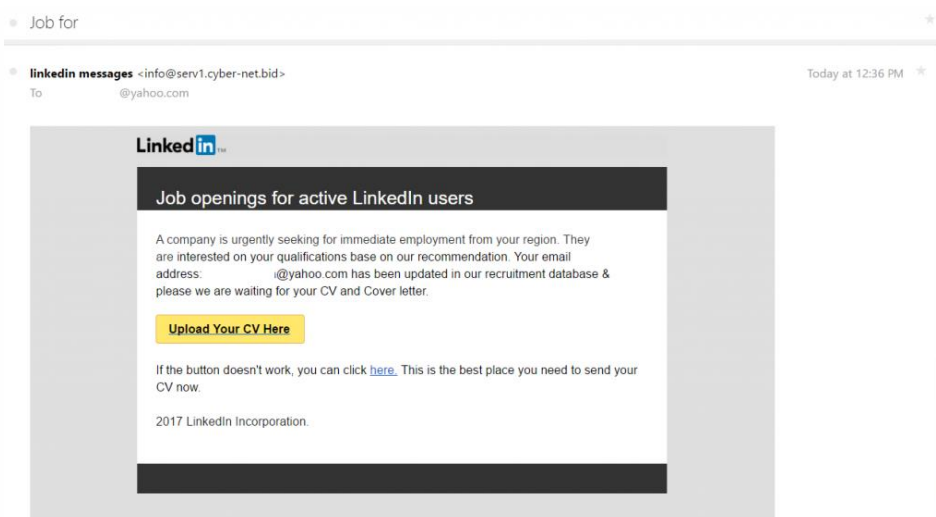 Job for
linkedin messages <info@serv1.cyber-net.bid>
Today at 12:36 PM
To @yahoo.com
Linked in TM
Job openings for active LinkedIn users
A company is urgently seeking for immediate employment from your region. They
are interested on your qualifications base on our recommendation. Your email
address: @yahoo.com has been updated in our recruitment database &
please we are waiting for your CV and Cover letter.
Upload Your CV Here
If the button doesn't work, you can click here. This is the best place you need to send your
CV now.
2017 LinkedIn Incorporation.